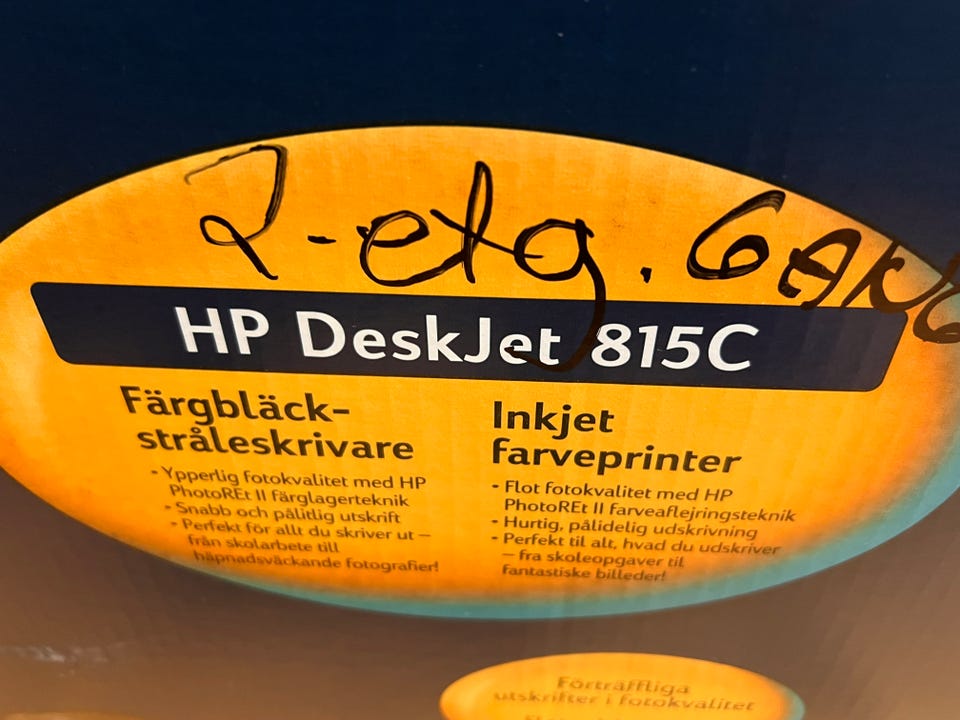 2-etg. GANG
HP DeskJet 815C
Färgbläck-
stråleskrivare
• Ypperlig fotokvalitet med HP
PhotoREt II färglagerteknik
• Snabb och pålitlig utskrift
• Perfekt för allt du skriver ut –
från skolarbete till
häpnadsväckande fotografier!
Inkjet
farveprinter
• Flot fotokvalitet med HP
PhotoREt II farveaflejringsteknik
• Hurtig, pålidelig udskrivning
• Perfekt til alt, hvad du udskriver
– fra skoleopgaver til
fantastiske billeder!
Förträffliga
utskrifter i fotokvalitet